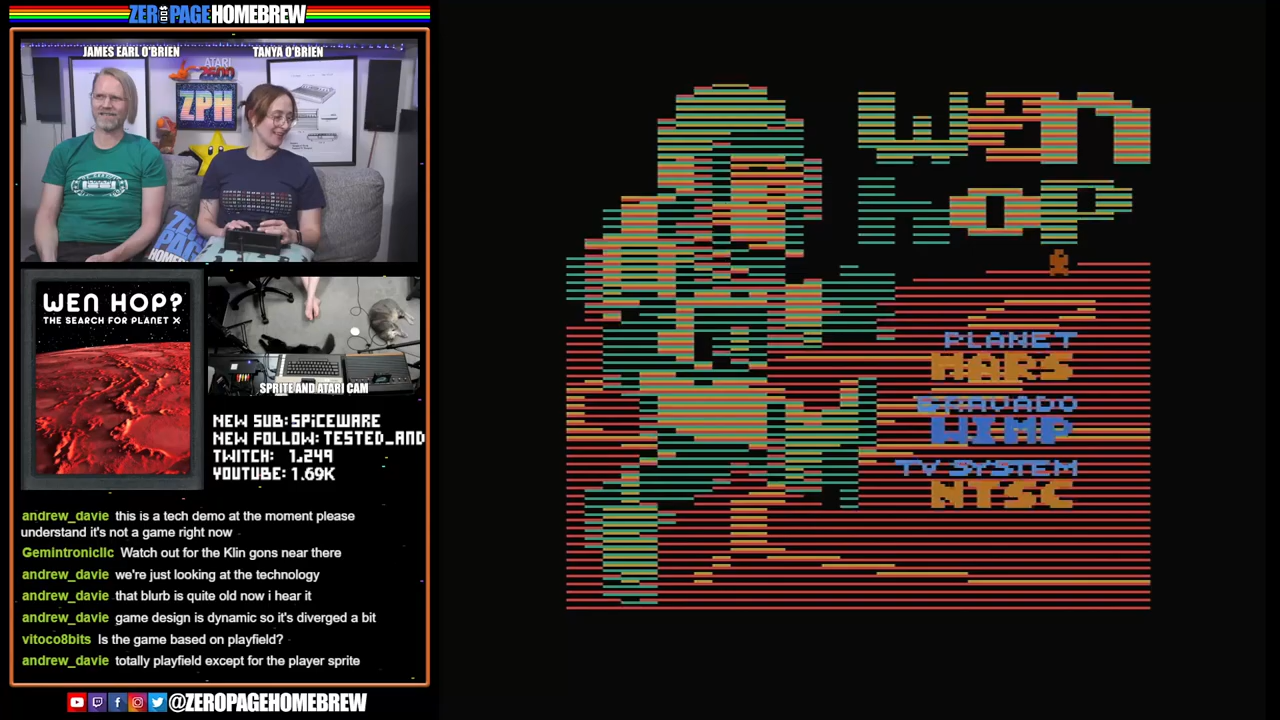 ZER PAGE HOMEBREW
JAMES EARL O'BRIEN
TANYA O'BRIEN
ATARI
2600
ZPH
WEN HOP?
THE SEARCH FOR PLANET X
SPRITE AND ATARI CAM
NEW SUB: SPICEWARE
NEW FOLLOW: TESTED_AND
TWITCH: 1,249
YOUTUBE: 1.69K
andrew_davie this is a tech demo at the moment please
understand it's not a game right now
Gemintronicllc Watch out for the Klin gons near there
andrew_davie we're just looking at the technology
andrew_davie that blurb is quite old now i hear it
andrew_davie game design is dynamic so it's diverged a bit
vitoco8bits Is the game based on playfield?
andrew_davie totally playfield except for the player sprite
@ZEROPAGEHOMEBREW
wen
hop
PLANET
MARS
BRAVADO
WIMP
TV SYSTEM
NTSC